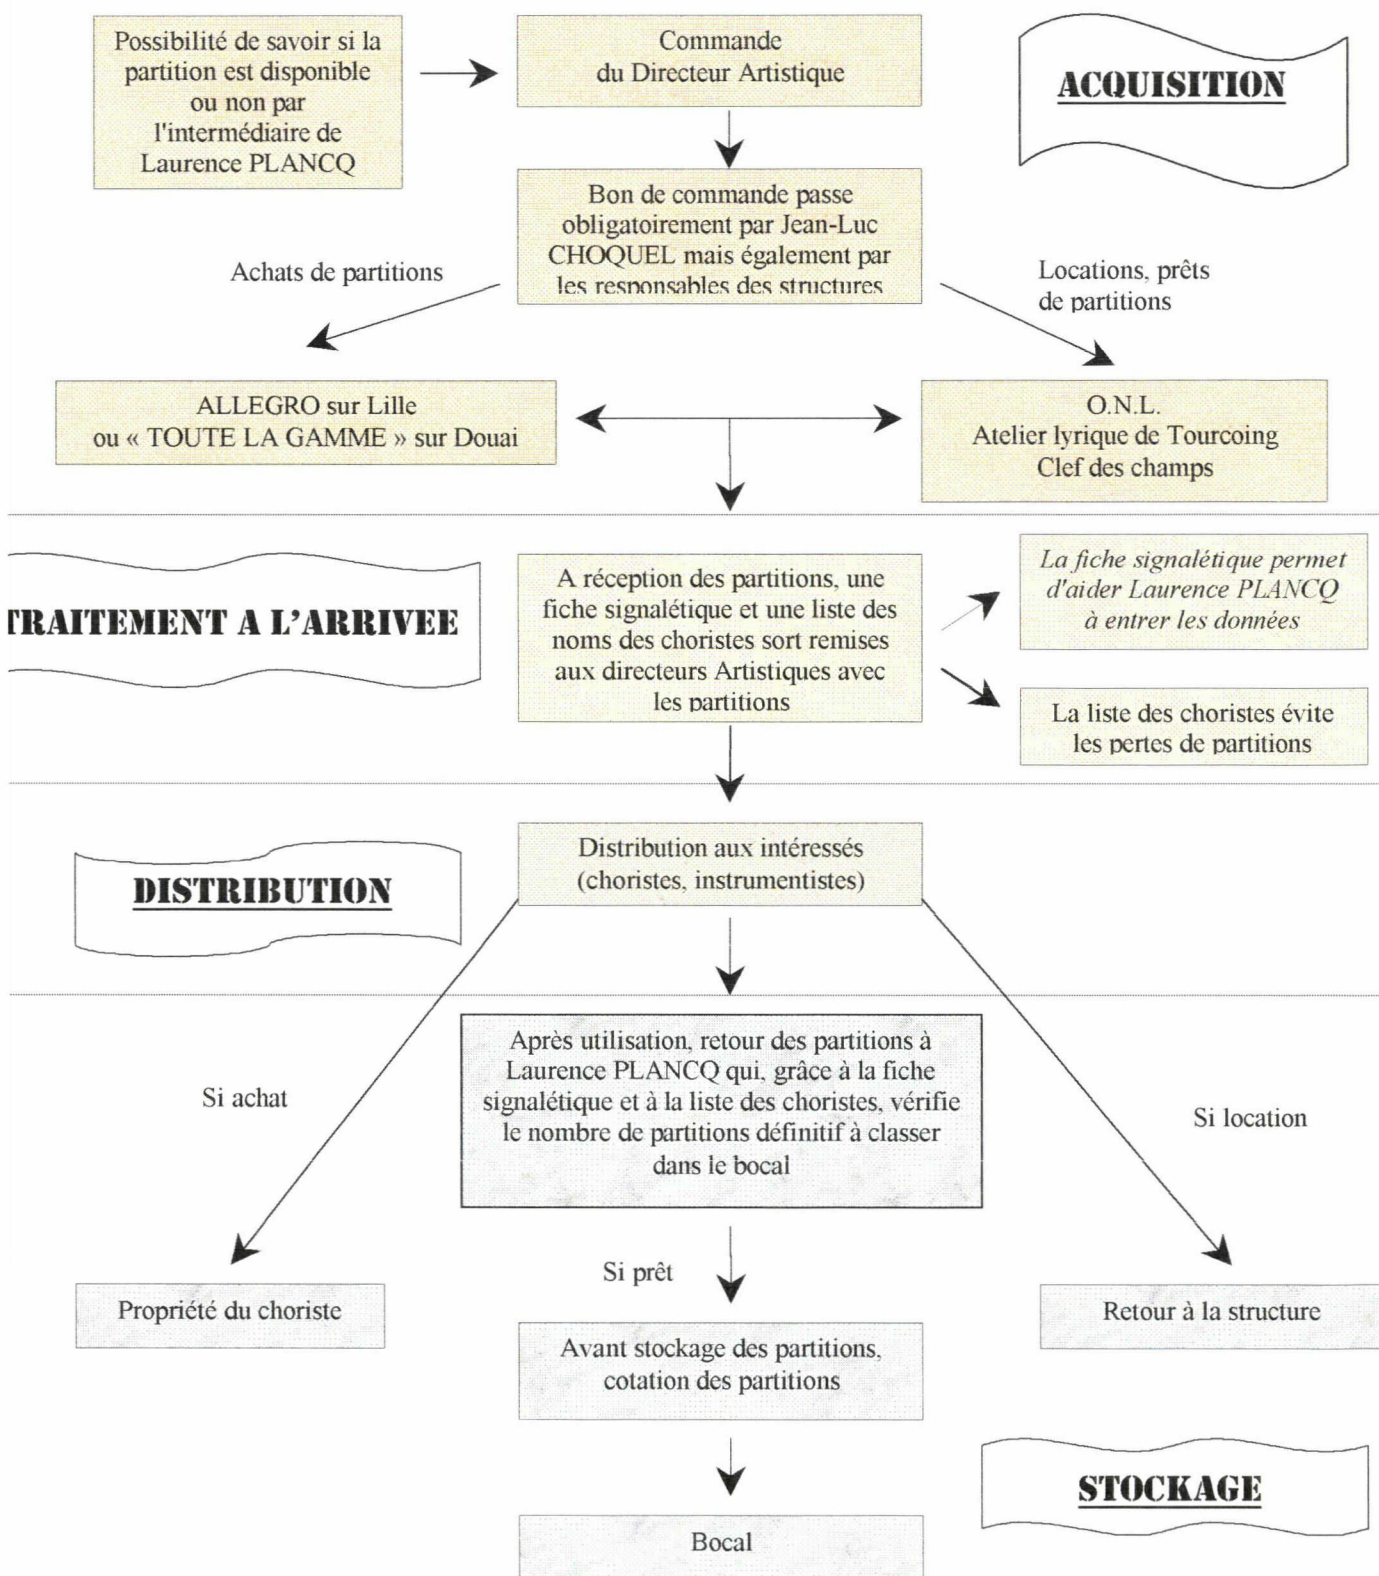 Possibilité de savoir si la
partition est disponible
ou non par
l'intermédiaire de
Laurence PLANCQ
Commande
du Directeur Artistique
ACQUISITION
Bon de commande passe
obligatoirement par Jean-Luc
CHOQUEL mais également par
les responsables des structures
Achats de partitions
Locations, prêts
de partitions
ALLEGRO sur Lille
ou « TOUTE LA GAMME » sur Douai
O.N.L.
Atelier lyrique de Tourcoing
Clef des champs
TRAITEMENT A L'ARRIVEE
A réception des partitions, une
fiche signalétique et une liste des
noms des choristes sort remises
aux directeurs Artistiques avec
les partitions
La fiche signalétique permet
d'aider Laurence PLANCQ
à entrer les données
La liste des choristes évite
les pertes de partitions
DISTRIBUTION
Distribution aux intéressés
(choristes, instrumentistes)
Après utilisation, retour des partitions à
Laurence PLANCQ qui, grâce à la fiche
signalétique et à la liste des choristes, vérifie
le nombre de partitions définitif à classer
dans le bocal
Si achat
Si location
Si prêt
Propriété du choriste
Retour à la structure
Avant stockage des partitions,
cotation des partitions
STOCKAGE
Bocal